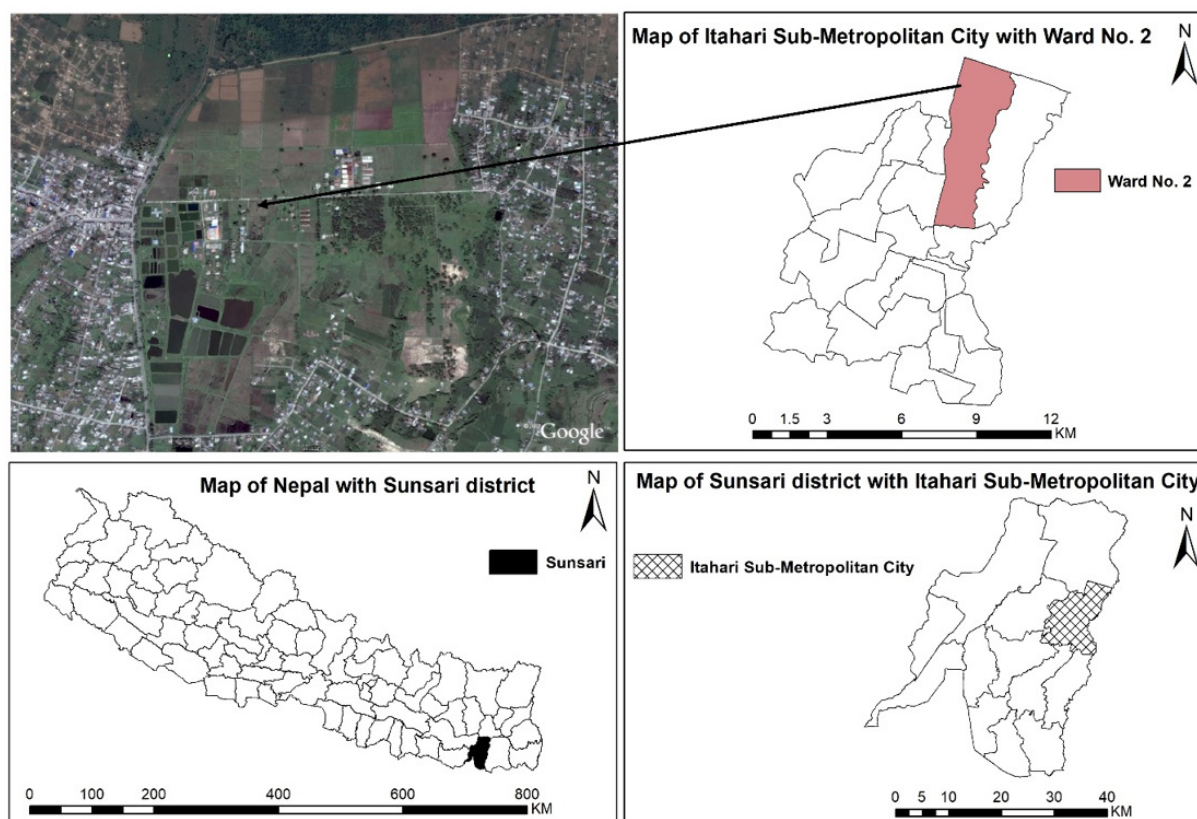 Google
Map of Itahari Sub-Metropolitan City with Ward No. 2
N
Ward No. 2
0 1.5 3 6 9 12
KM
Map of Nepal with Sunsari district
N
Sunsari
0 100 200 400 600 800
KM
Map of Sunsari district with Itahari Sub-Metropolitan City
N
Itahari Sub-Metropolitan City
0 5 10 20 30 40
KM